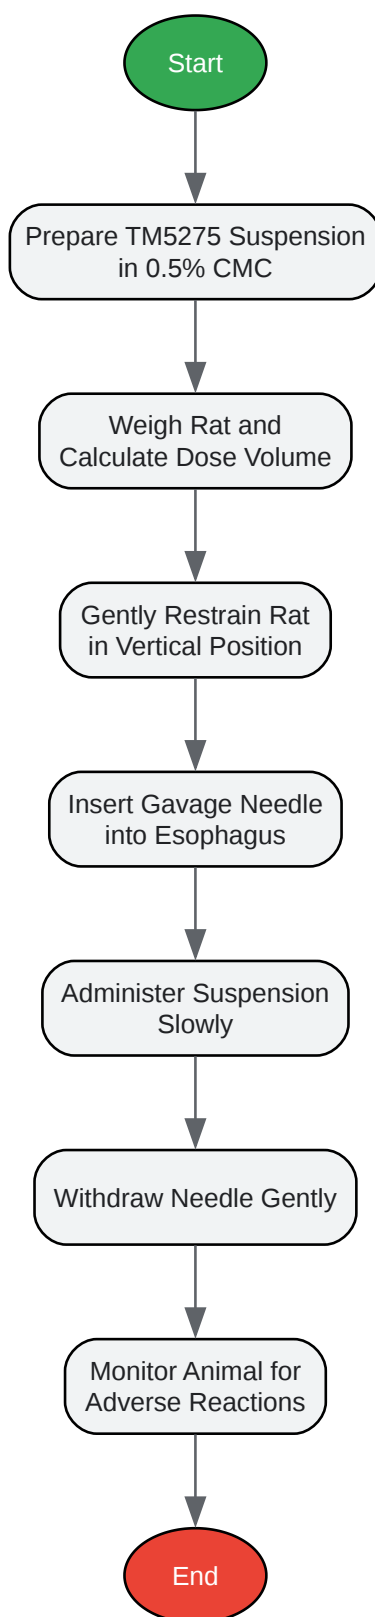 Start
Prepare TM5275 Suspension
in 0.5% CMC
Weigh Rat and
Calculate Dose Volume
Gently Restrain Rat
in Vertical Position
Insert Gavage Needle
into Esophagus
Administer Suspension
Slowly
Withdraw Needle Gently
Monitor Animal for
Adverse Reactions
End